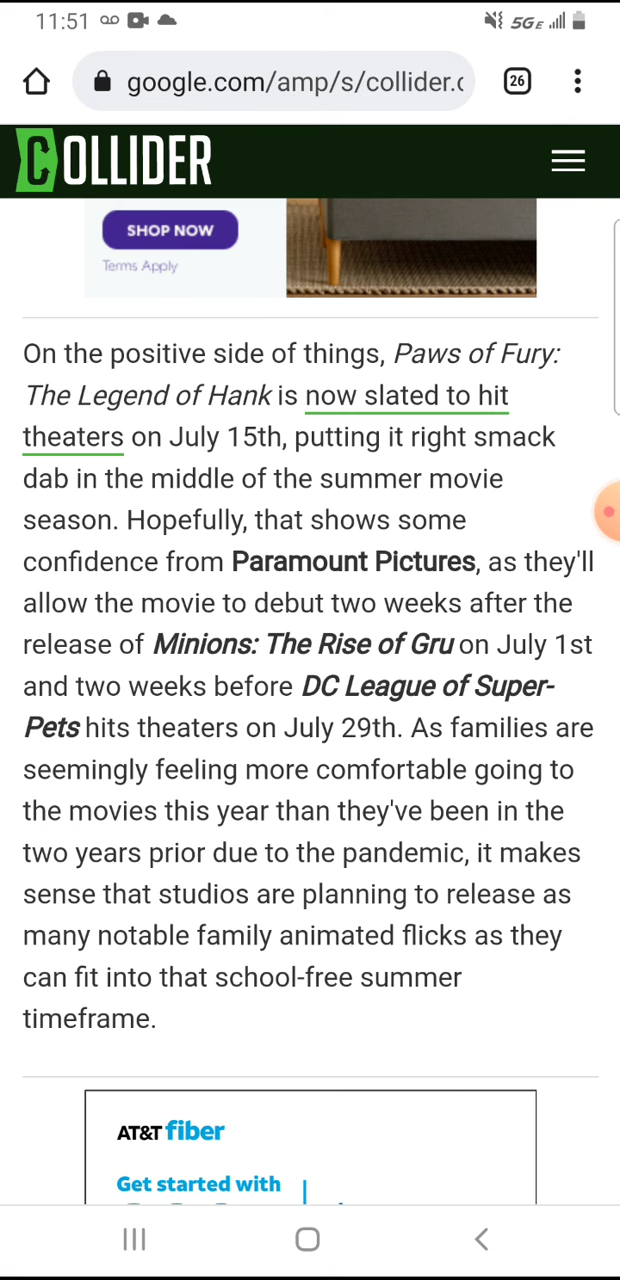 11:51
5GE
google.com/amp/s/collider.c
26
COLLIDER
SHOP NOW
Terms Apply
On the positive side of things, Paws of Fury:
The Legend of Hank is now slated to hit
theaters on July 15th, putting it right smack
dab in the middle of the summer movie
season. Hopefully, that shows some
confidence from Paramount Pictures, as they'll
allow the movie to debut two weeks after the
release of Minions: The Rise of Gru on July 1st
and two weeks before DC League of Super-
Pets hits theaters on July 29th. As families are
seemingly feeling more comfortable going to
the movies this year than they've been in the
two years prior due to the pandemic, it makes
sense that studios are planning to release as
many notable family animated flicks as they
can fit into that school-free summer
timeframe.
AT&T fiber
Get started with